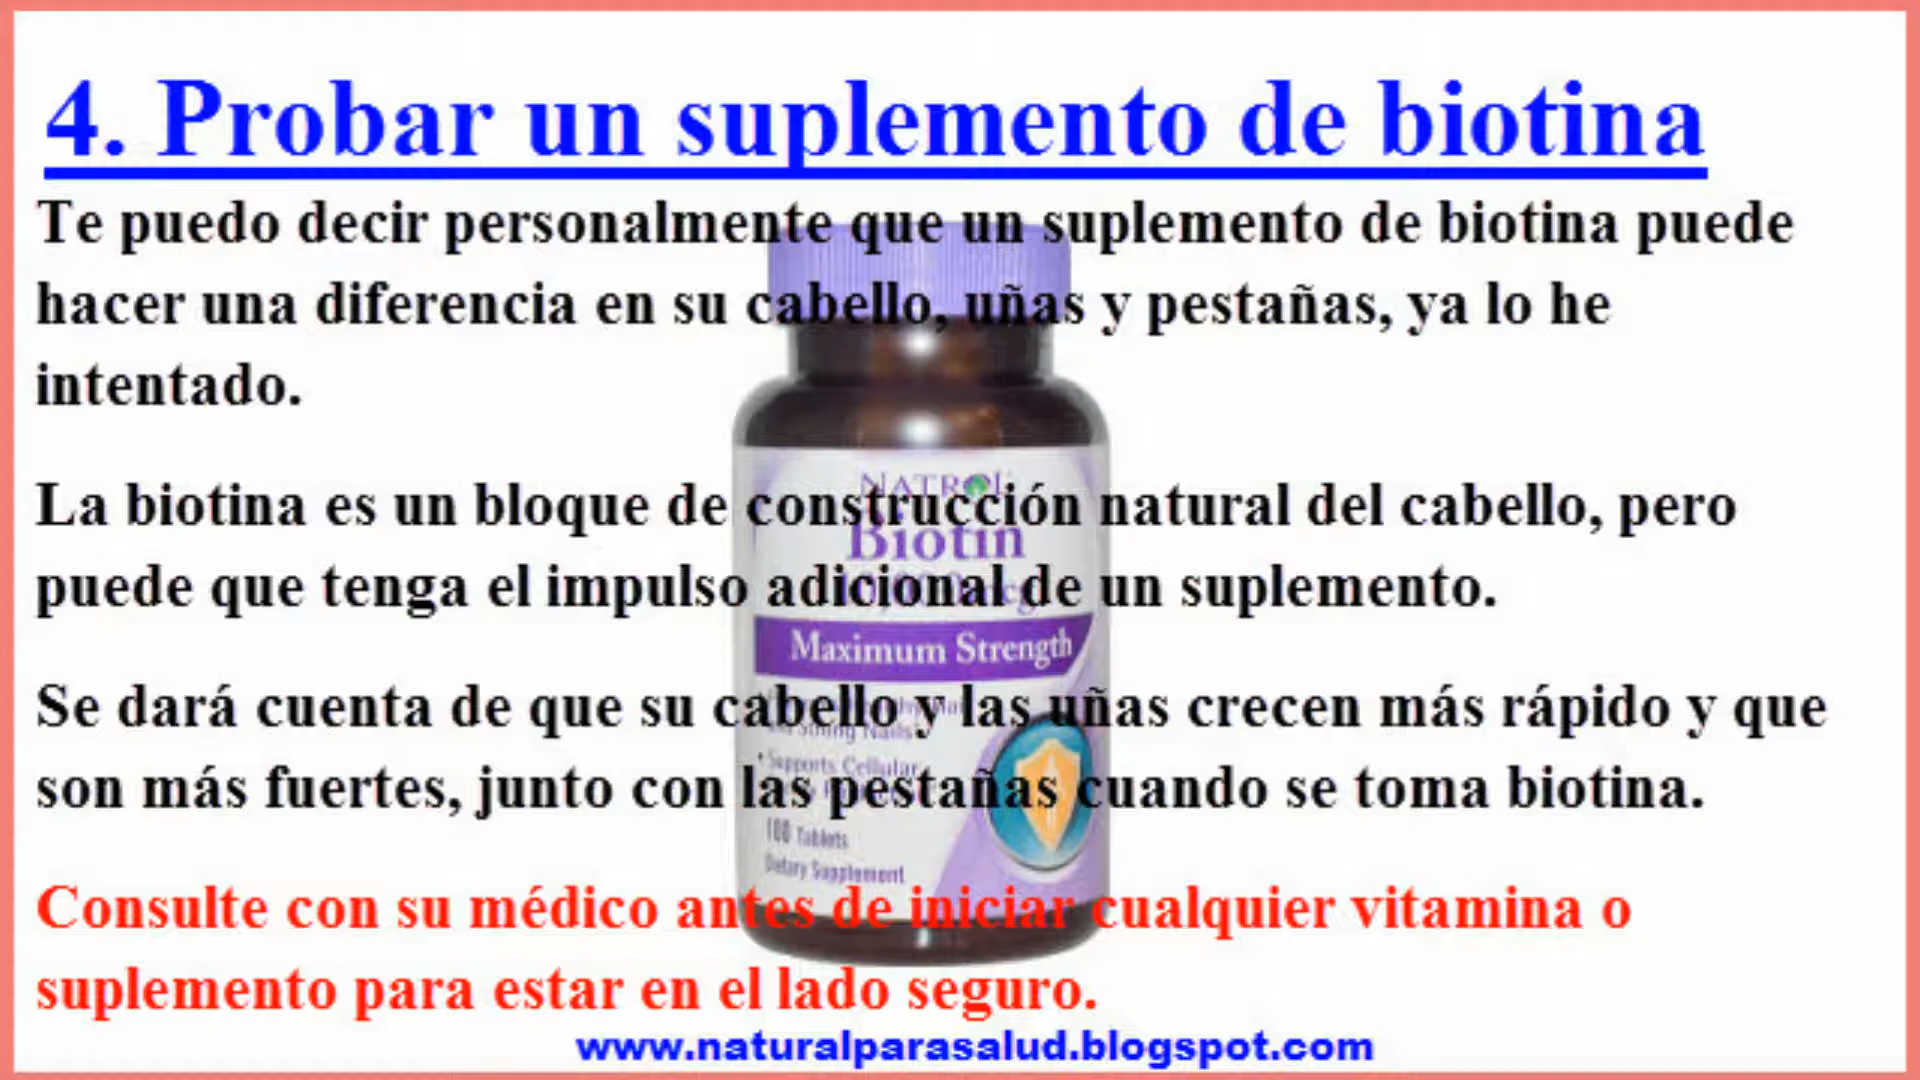 4. Probar un suplemento de biotina
Te puedo decir personalmente que un suplemento de biotina puede
hacer una diferencia en su cabello, uñas y pestañas, ya lo he
intentado.
La biotina es un bloque de construcción natural del cabello, pero
puede que tenga el impulso adicional de un suplemento.
Se dará cuenta de que su cabello y las uñas crecen más rápido y que
son más fuertes, junto con las pestañas cuando se toma biotina.
Consulte con su médico antes de iniciar cualquier vitamina o
suplemento para estar en el lado seguro.
www.naturalparasalud.blogspot.com
NATROL
Biotin
Maximum Strength
Strong Nails
Supports Cellular
100 Tablets
Dietary Supplement